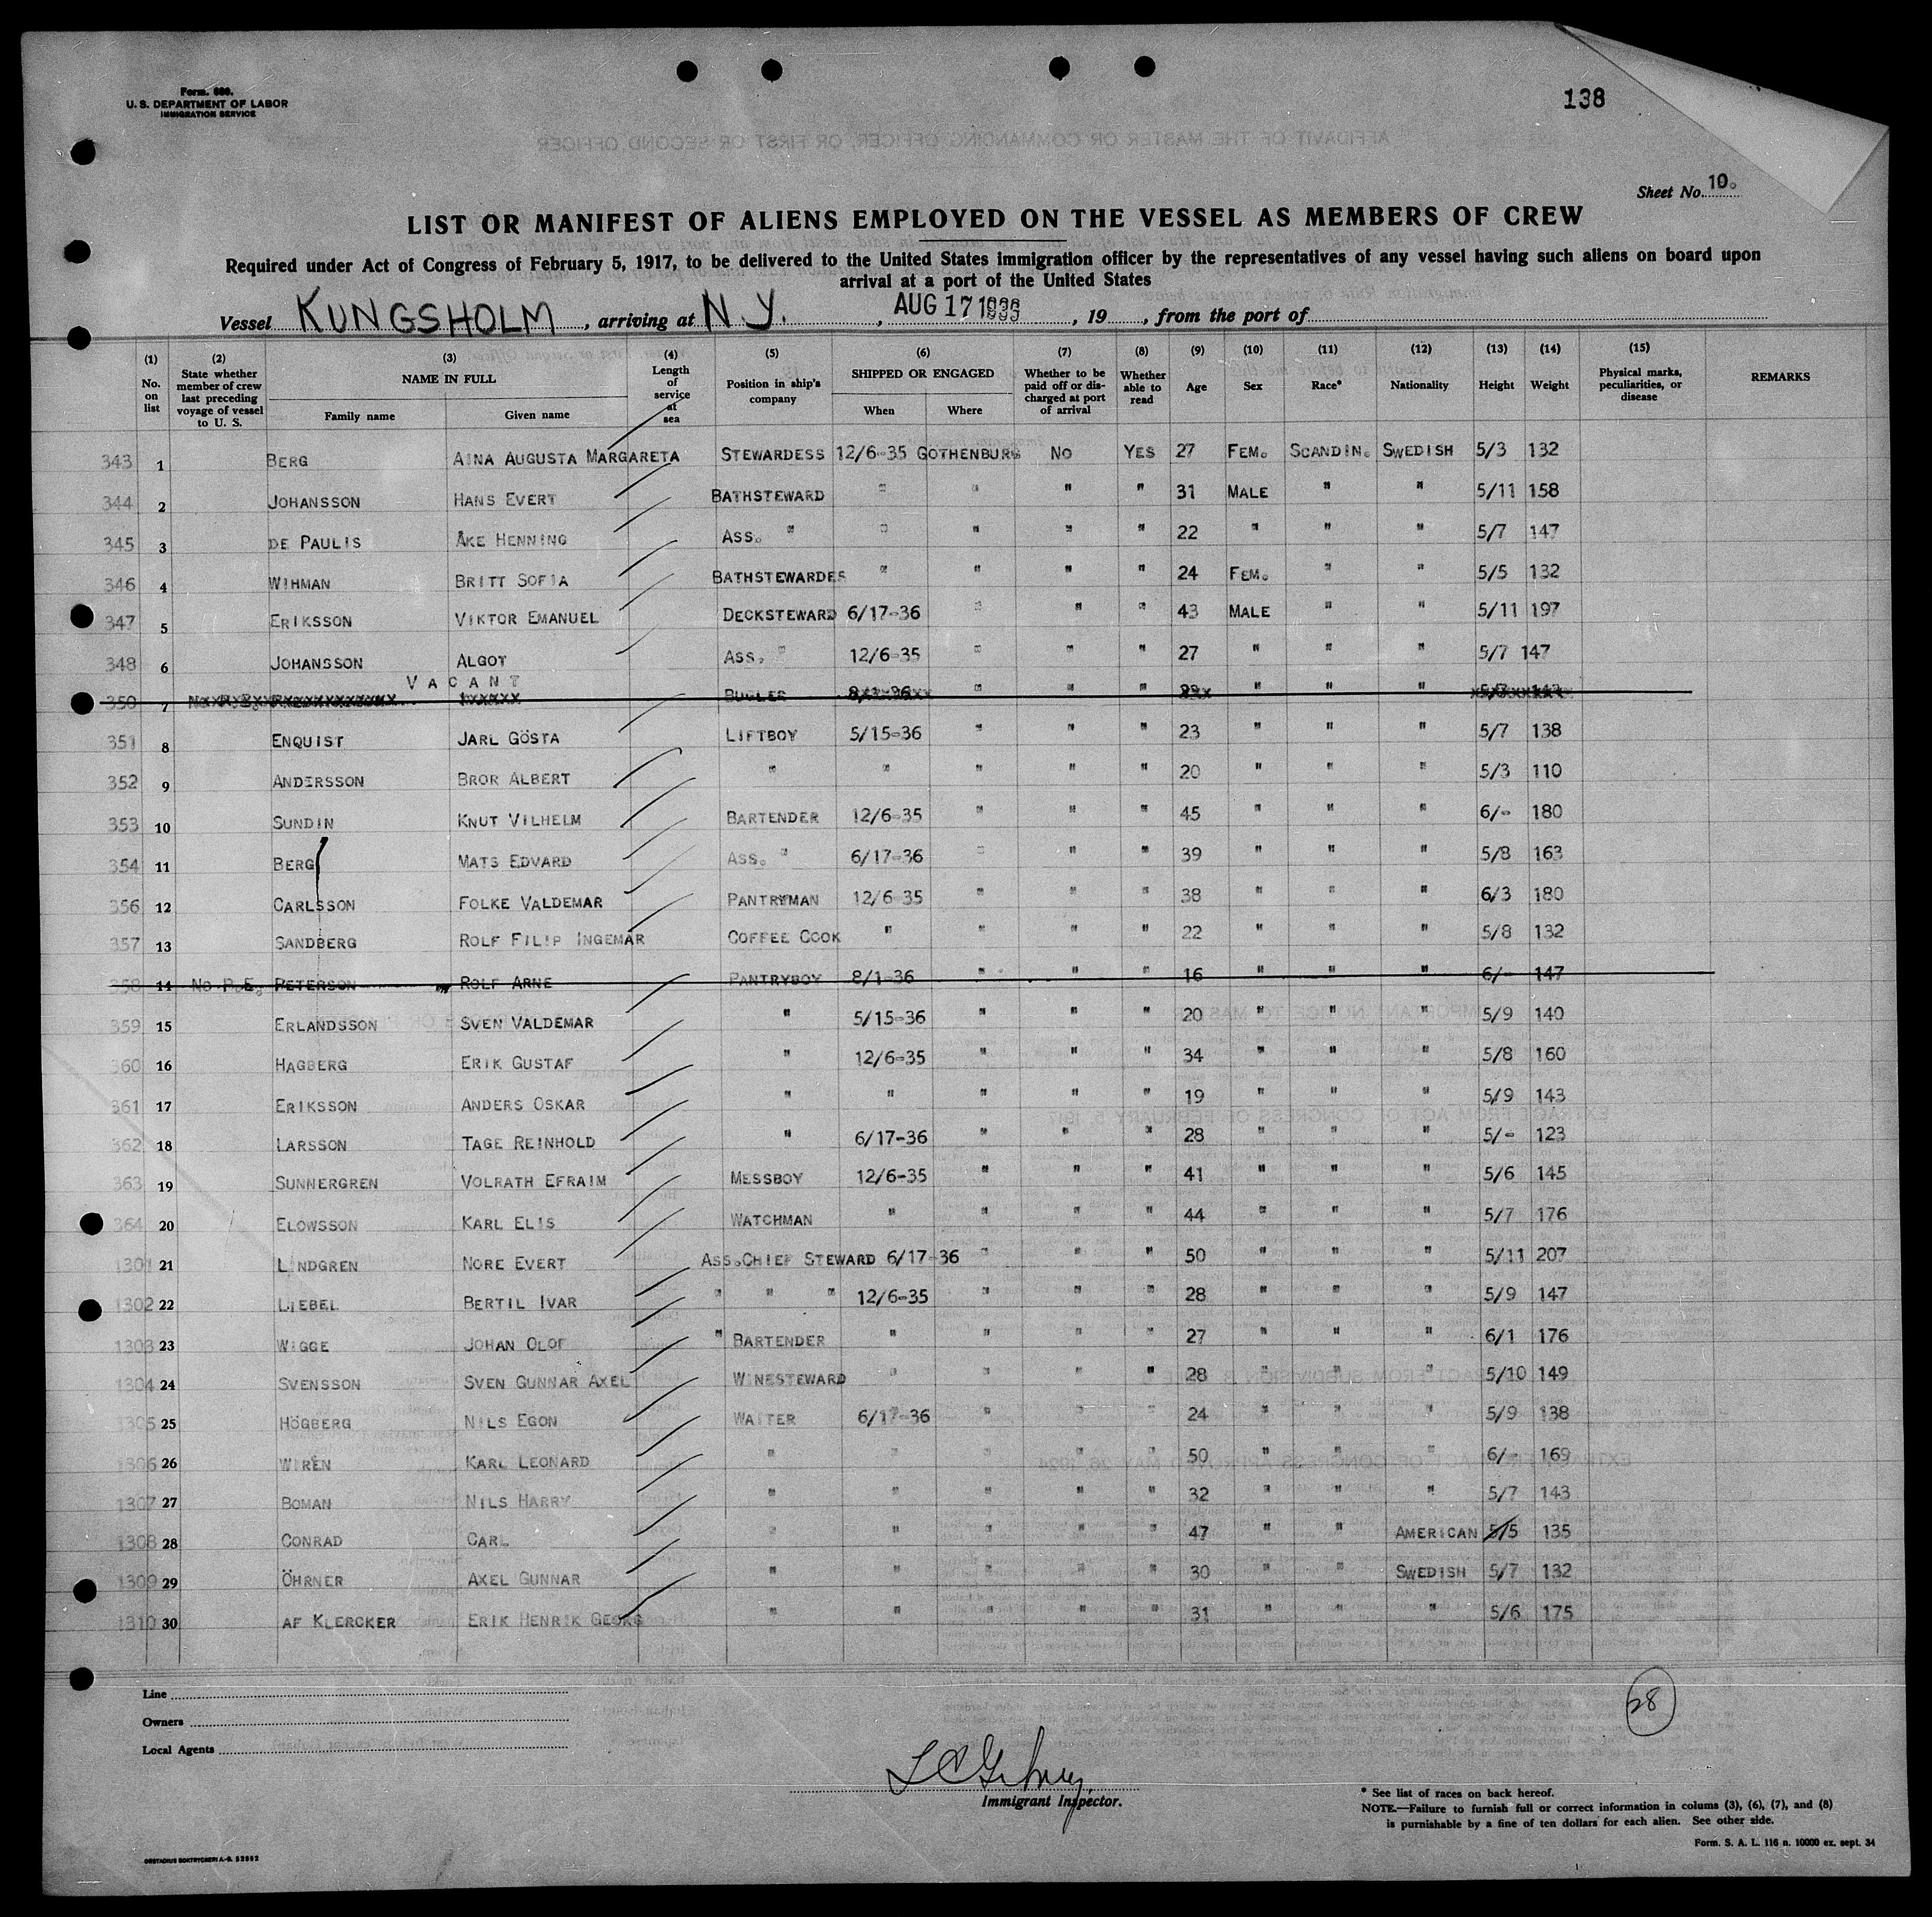 Form. 689.
U. S. DEPARTMENT OF LABOR
IMMIGRATION SERVICE
138
Sheet No. 10.
LIST OR MANIFEST OF ALIENS EMPLOYED ON THE VESSEL AS MEMBERS OF CREW
Required under Act of Congress of February 5, 1917, to be delivered to the United States immigration officer by the representatives of any vessel having such aliens on board upon
arrival at a port of the United States
Vessel KUNGSHOLM, arriving at N.Y., AUG 17, 19, from the port of
(1) No. on list (2) State whether member of crew last preceding voyage of vessel to U. S. (3) NAME IN FULL Family name Given name (4) Length of service at sea (5) Position in ship's company (6) SHIPPED OR ENGAGED When Where (7) Whether to be paid off or discharged at port of arrival (8) Whether able to read (9) Age (10) Sex (11) Race* (12) Nationality (13) Height (14) Weight (15) Physical marks, peculiarities, or disease REMARKS
343 1 BERG AINA AUGUSTA MARGARETA STEWARDESS 12/6-35 GOTHENBURG NO YES 27 FEM. SCANDIN. SWEDISH 5/3 132
344 2 JOHANSSON HANS EVERT BATHSTEWARD " " " " 31 MALE " " 5/11 158
345 3 DE PAULIS ÅKE HENNING ASS. " " " " " 22 " " " 5/7 147
346 4 WIHMAN BRITT SOFIA BATHSTEWARDES " " " " 24 FEM. " " 5/5 132
347 5 ERIKSSON VIKTOR EMANUEL DECKSTEWARD 6/17-36 " " " 43 MALE " " 5/11 197
348 6 JOHANSSON ALGOT ASS. " 12/6-35 " " " 27 " " " 5/7 147
350 7 VACANT BUGLER " " " " " "
351 8 ENQUIST JARL GÖSTA LIFTBOY 5/15-36 " " " 23 " " " 5/7 138
352 9 ANDERSSON BROR ALBERT " " " " " 20 " " " 5/3 110
353 10 SUNDIN KNUT VILHELM BARTENDER 12/6-35 " " " 45 " " " 6/- 180
354 11 BERG MATS EDVARD ASS. " 6/17-36 " " " 39 " " " 5/8 163
356 12 CARLSSON FOLKE VALDEMAR PANTRYMAN 12/6-35 " " " 38 " " " 6/3 180
357 13 SANDBERG ROLF FILIP INGEMAR COFFEE COOK " " " " 22 " " " 5/8 132
358 14 NO P.E. PETERSON ROLF ARNE PANTRYBOY 8/1-36 " " " 16 " " " 6/- 147
359 15 ERLANDSSON SVEN VALDEMAR " 5/15-36 " " " 20 " " " 5/9 140
360 16 HAGBERG ERIK GUSTAF " 12/6-35 " " " 34 " " " 5/8 160
361 17 ERIKSSON ANDERS OSKAR " " " " " 19 " " " 5/9 143
362 18 LARSSON TAGE REINHOLD " 6/17-36 " " " 28 " " " 5/- 123
363 19 SUNNERGREN VOLRATH EFRAIM MESSBOY 12/6-35 " " " 41 " " " 5/6 145
364 20 ELOWSSON KARL ELIS WATCHMAN " " " " 44 " " " 5/7 176
1301 21 LINDGREN NORE EVERT ASS. CHIEF STEWARD 6/17-36 " " " 50 " " " 5/11 207
1302 22 LIEBEL BERTIL IVAR " " " 12/6-35 " " " 28 " " " 5/9 147
1303 23 WIGGE JOHAN OLOF " BARTENDER " " " " 27 " " " 6/1 176
1304 24 SVENSSON SVEN GUNNAR AXEL WINESTEWARD " " " " 28 " " " 5/10 149
1305 25 HÖGBERG NILS EGON WAITER 6/17-36 " " " 24 " " " 5/9 138
1306 26 WIRÉN KARL LEONARD " " " " " 50 " " " 6/- 169
1307 27 BOMAN NILS HARRY " " " " " 32 " " " 5/7 143
1308 28 CONRAD CARL " " " " " 47 " " AMERICAN 5/5 135
1309 29 ÖHRNER AXEL GUNNAR " " " " " 30 " " SWEDISH 5/7 132
1310 30 AF KLERCKER ERIK HENRIK GEORG " " " " " 31 " " " 5/6 175
Line
Owners
Local Agents
28
Immigrant Inspector.
* See list of races on back hereof.
NOTE.—Failure to furnish full or correct information in colums (3), (6), (7), and (8)
is punishable by a fine of ten dollars for each alien. See other side.
Form. S. A. L. 116 n. 10000 ex. sept. 34